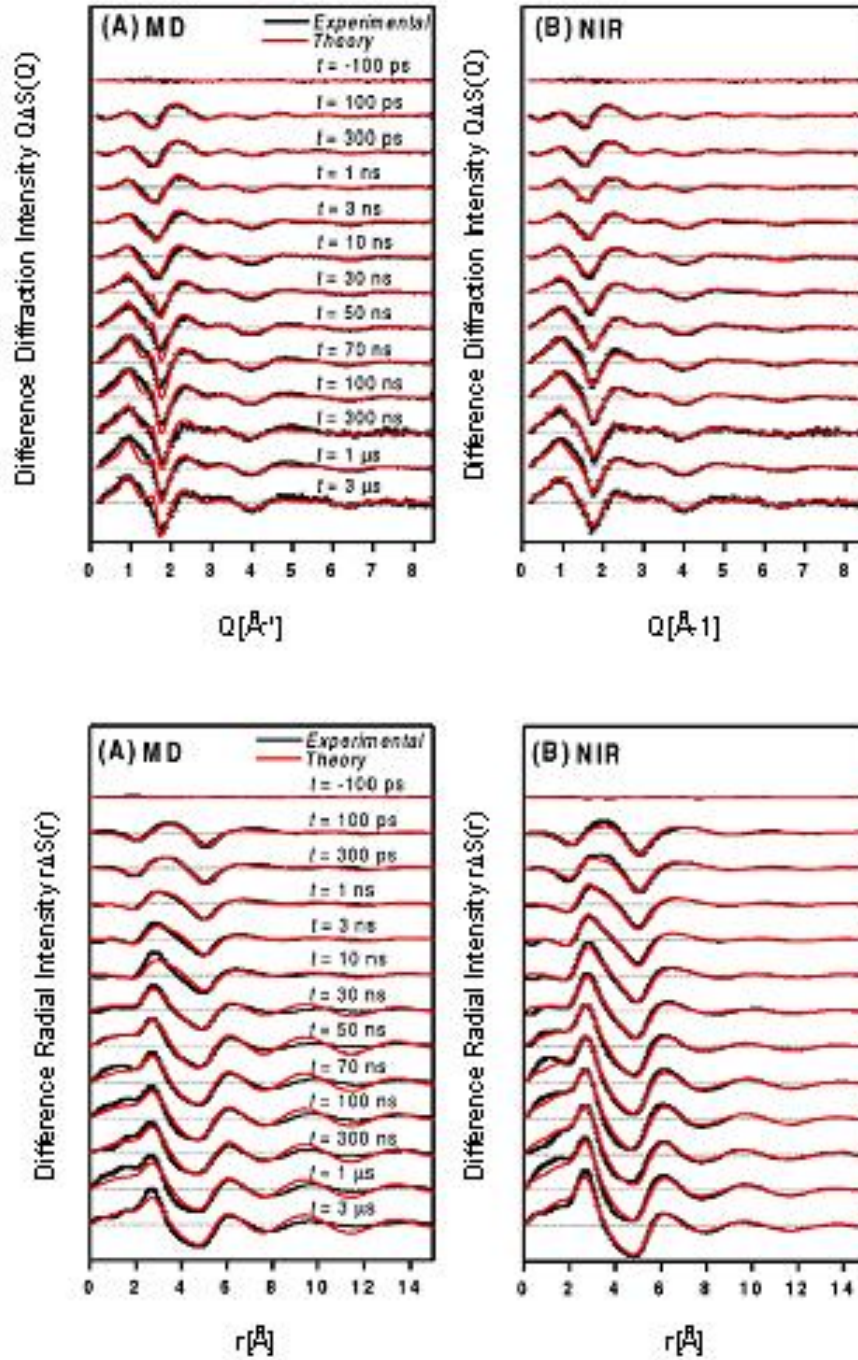 (A) MD
Experimental
Theory
t = -100 ps
t = 100 ps
t = 300 ps
t = 1 ns
t = 3 ns
t = 10 ns
t = 30 ns
t = 50 ns
t = 70 ns
t = 100 ns
t = 300 ns
t = 1 μs
t = 3 μs
Difference Diffraction Intensity QΔS(Q)
0 1 2 3 4 5 6 7 8
Q[Å⁻¹]
(B) NIR
Difference Diffraction Intensity QΔS(Q)
0 1 2 3 4 5 6 7 8
Q[Å-1]
(A) MD
Experimental
Theory
t = -100 ps
t = 100 ps
t = 300 ps
t = 1 ns
t = 3 ns
t = 10 ns
t = 30 ns
t = 50 ns
t = 70 ns
t = 100 ns
t = 300 ns
t = 1 μs
t = 3 μs
Difference Radial Intensity rΔS(r)
0 2 4 6 8 10 12 14
r[Å]
(B) NIR
Difference Radial Intensity rΔS(r)
0 2 4 6 8 10 12 14
r[Å]